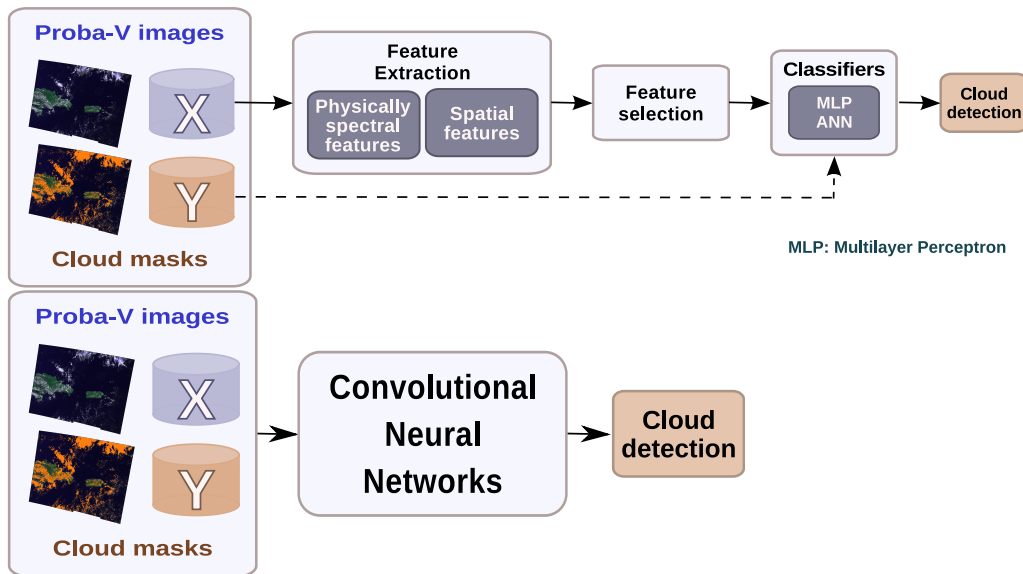 Proba-V images
X
Y
Cloud masks
Feature
Extraction
Physically
spectral
features
Spatial
features
Feature
selection
Classifiers
MLP
ANN
Cloud
detection
MLP: Multilayer Perceptron
Proba-V images
X
Y
Cloud masks
Convolutional
Neural
Networks
Cloud
detection